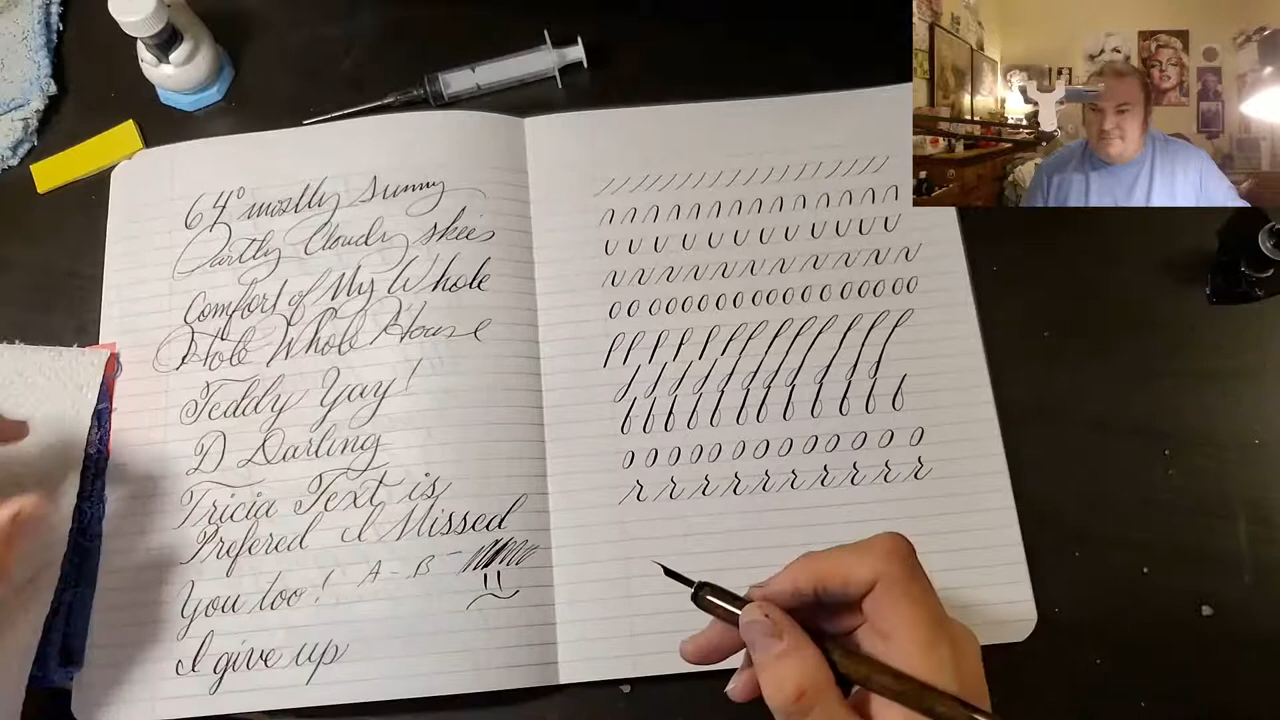 64° mostly sunny
Partly Cloudy skies
Comfort of My Whole
Hole Whole House
Teddy Yay!
D Darling
Tricia Text is
Prefered I Missed
You too! A - B -
I give up